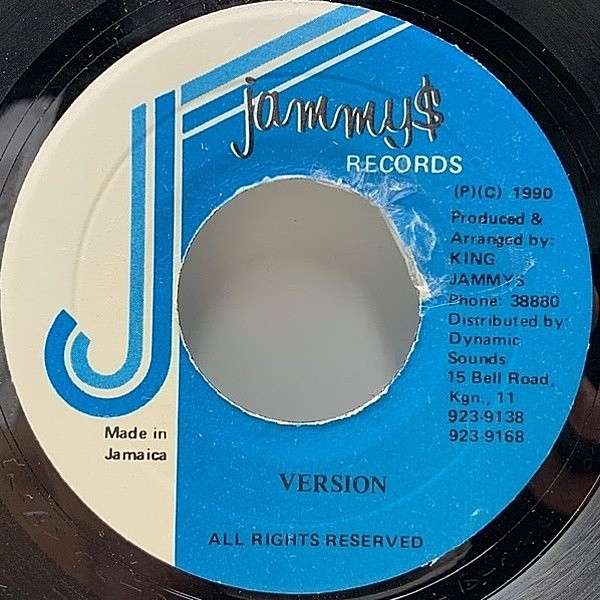 jammy$
RECORDS
(P)(C) 1990
Produced &
Arranged by:
KING
JAMMYS
Phone: 38880
Distributed by:
Dynamic
Sounds
15 Bell Road,
Kgn., 11
923-9138
923-9168
Made in
Jamaica
VERSION
ALL RIGHTS RESERVED